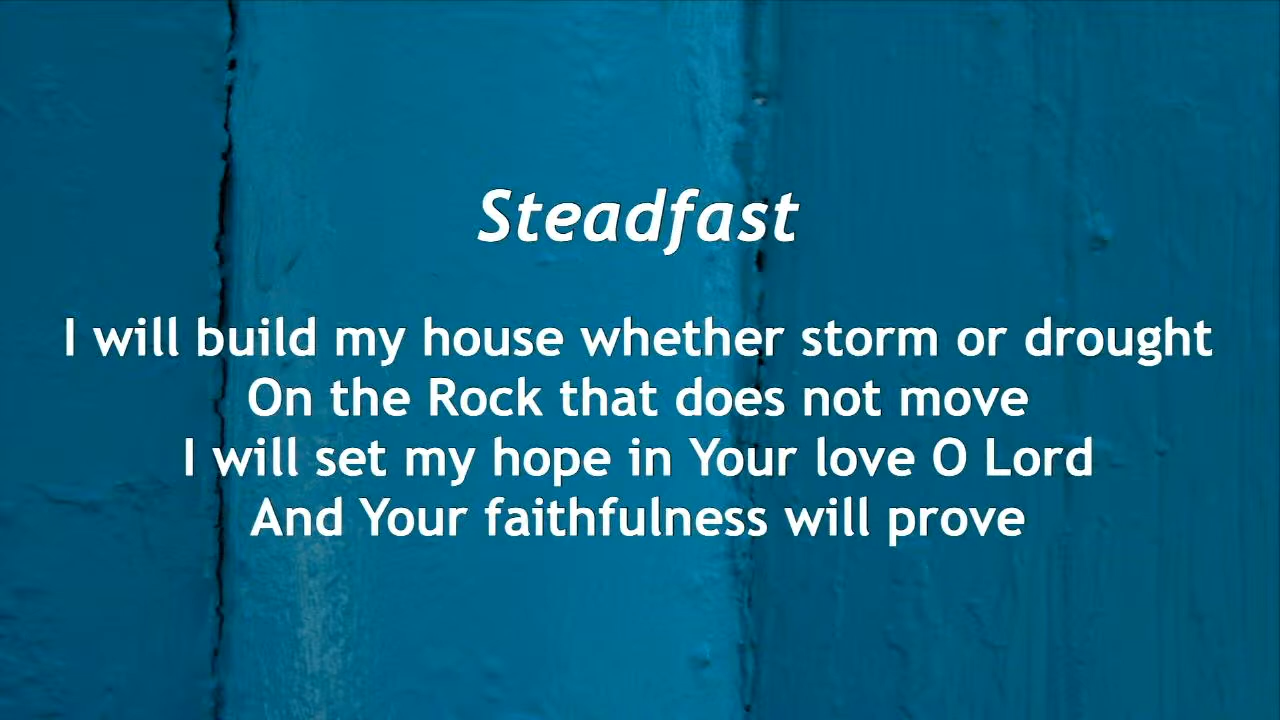 Steadfast
I will build my house whether storm or drought
On the Rock that does not move
I will set my hope in Your love O Lord
And Your faithfulness will prove